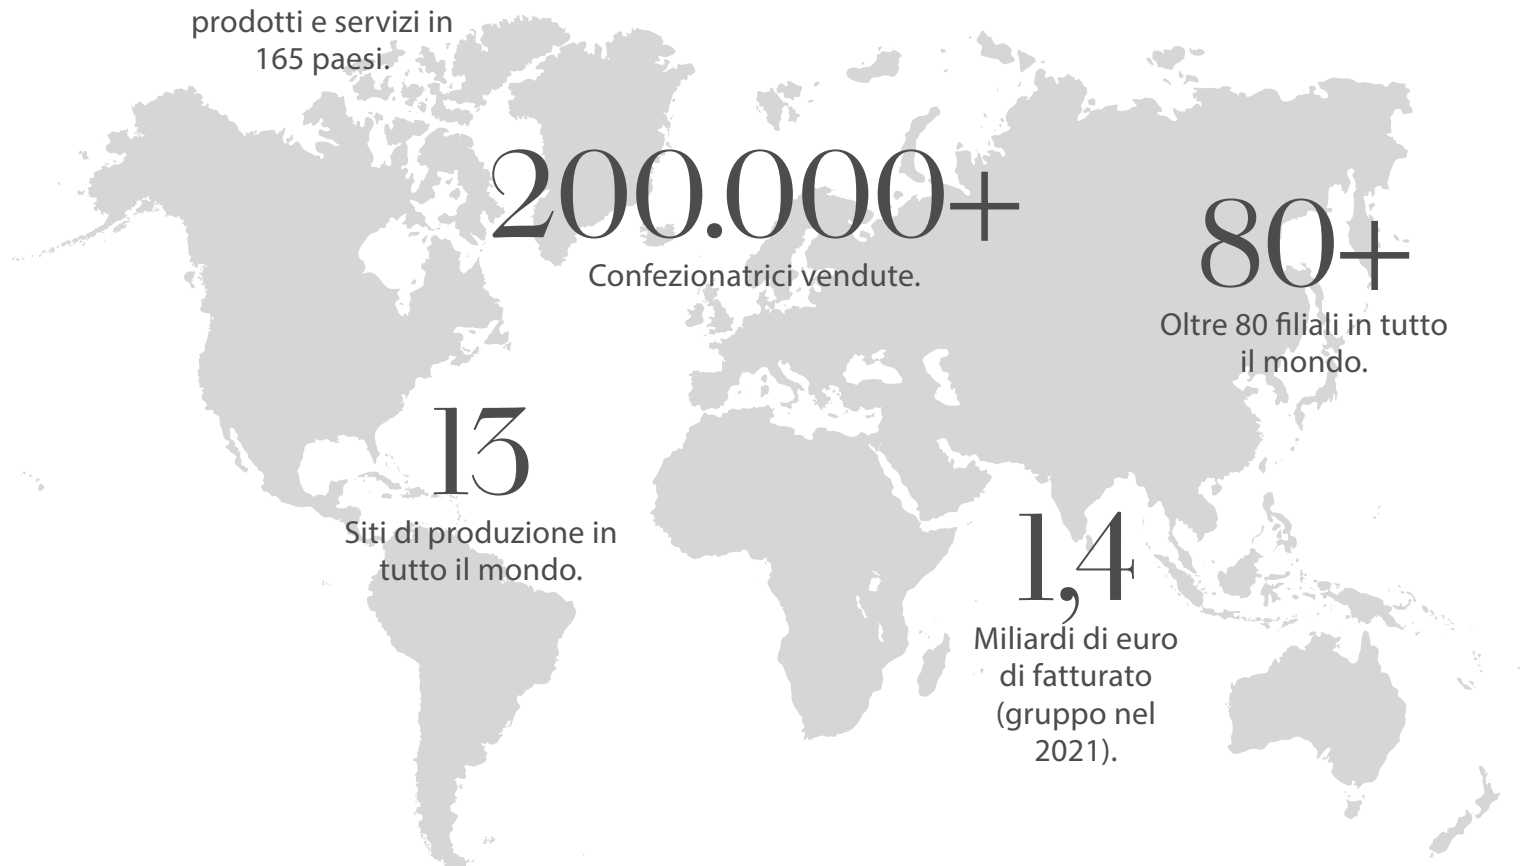 prodotti e servizi in
165 paesi.
200.000+
Confezionatrici vendute.
80+
Oltre 80 filiali in tutto
il mondo.
13
Siti di produzione in
tutto il mondo.
1,4
Miliardi di euro
di fatturato
(gruppo nel
2021).